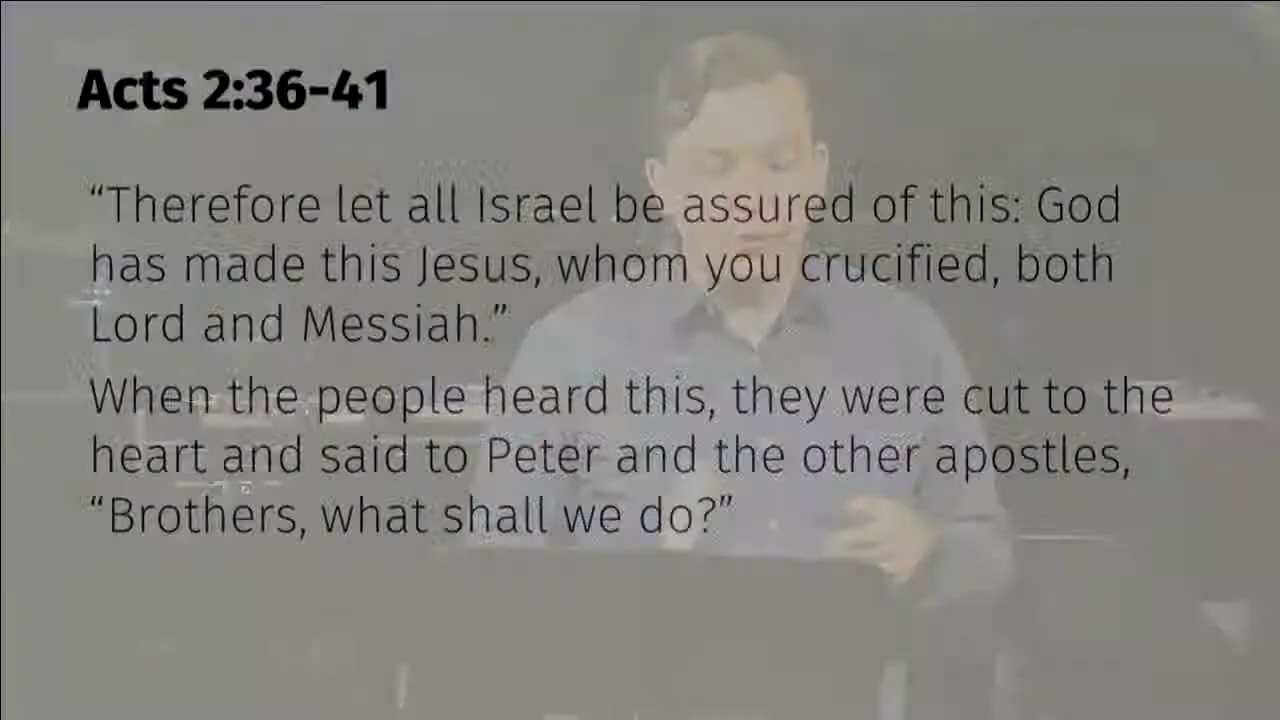 Acts 2:36-41
“Therefore let all Israel be assured of this: God
has made this Jesus, whom you crucified, both
Lord and Messiah.”
When the people heard this, they were cut to the
heart and said to Peter and the other apostles,
“Brothers, what shall we do?”